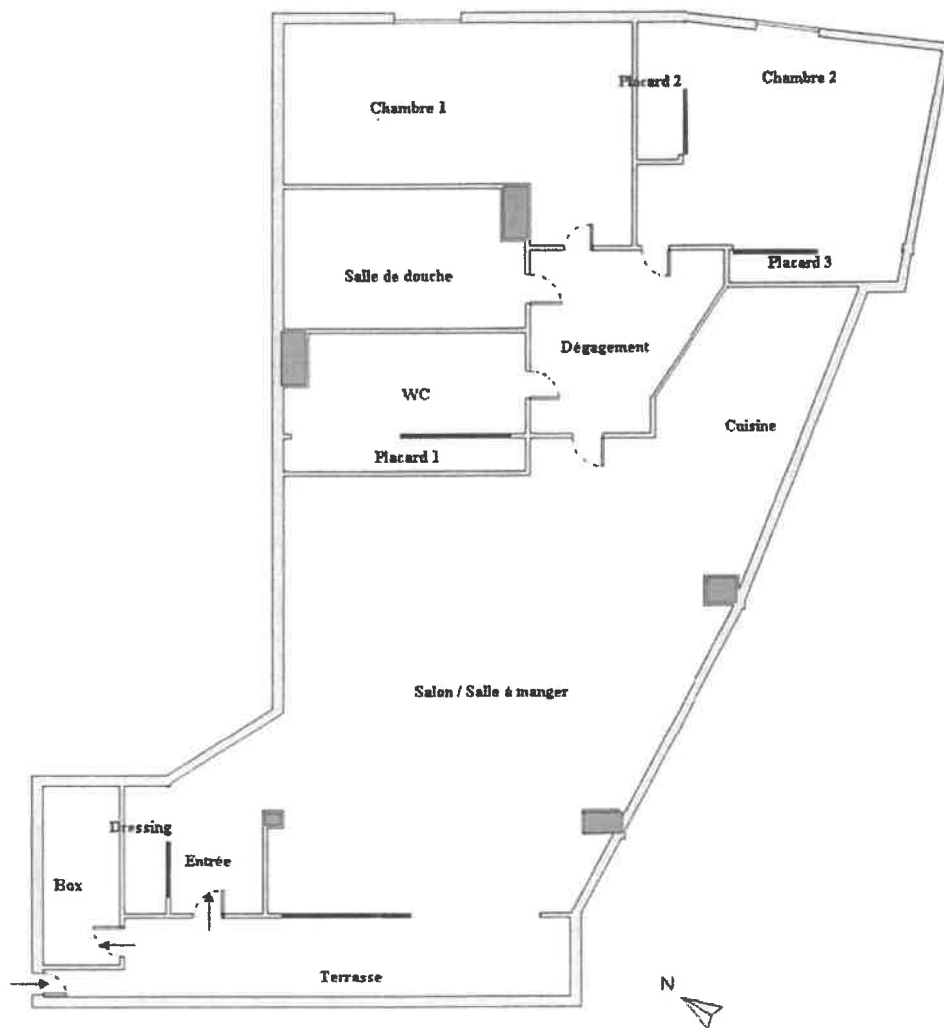 Placard 2
Chambre 2
Chambre 1
Salle de douche
Placard 3
Dégagement
WC
Cuisine
Placard 1
Salon / Salle à manger
Dressing
Entrée
Box
Terrasse
N